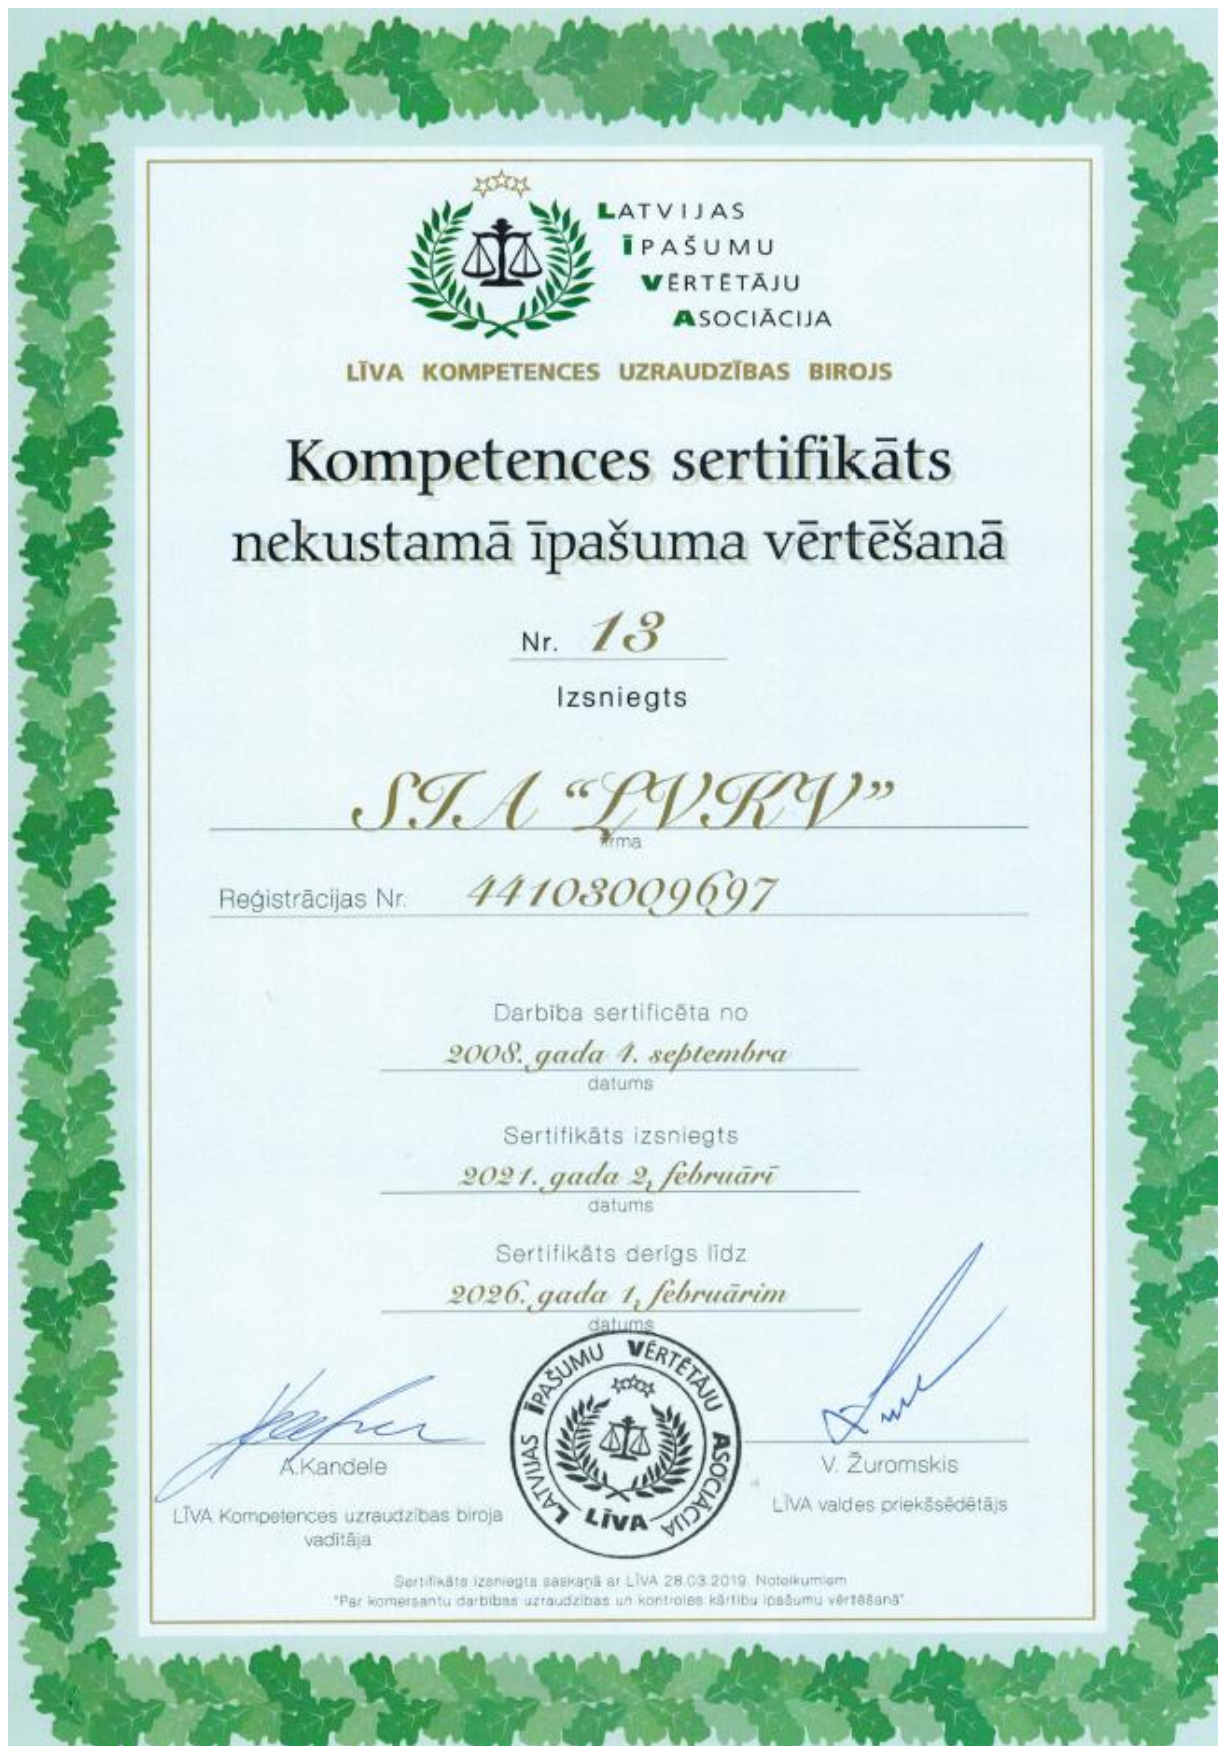 LATVIJAS
ĪPAŠUMU
VĒRTĒTĀJU
ASOCIĀCIJA
LĪVA KOMPETENCES UZRAUDZĪBAS BIROJS
Kompetences sertifikāts
nekustamā īpašuma vērtēšanā
Nr. 13
Izsniegts
SIA “LVKV”
firma
Reģistrācijas Nr. 44103009697
Darbība sertificēta no
2008. gada 4. septembra
datums
Sertifikāts izsniegts
2021. gada 2. februārī
datums
Sertifikāts derīgs līdz
2026. gada 1. februārim
datums
LATVIJAS ĪPAŠUMU VĒRTĒTĀJU ASOCIĀCIJA
LĪVA
A.Kandele
LĪVA Kompetences uzraudzības biroja
vadītāja
V. Žuromskis
LĪVA valdes priekšsēdētājs
Sertifikāts izsniegts saskaņā ar LĪVA 28.03.2019. Noteikumiem
"Par komersantu darbības uzraudzības un kontroles kārtību īpašumu vērtēšanā".